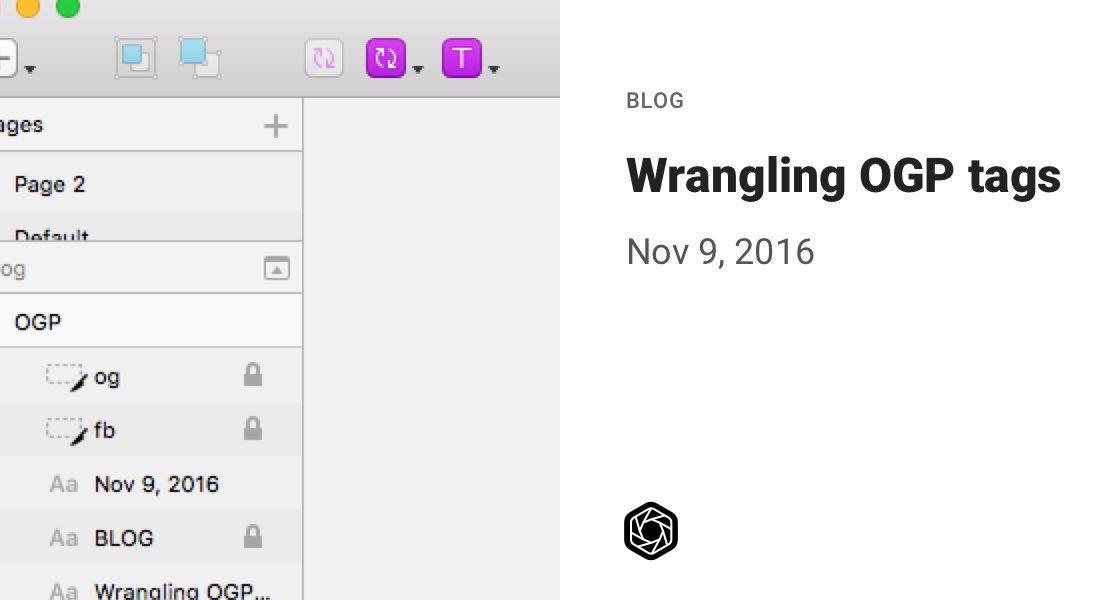 T
ages
Page 2
Default
og
OGP
og
fb
Aa Nov 9, 2016
Aa BLOG
Aa Wrangling OGP...
BLOG
Wrangling OGP tags
Nov 9, 2016